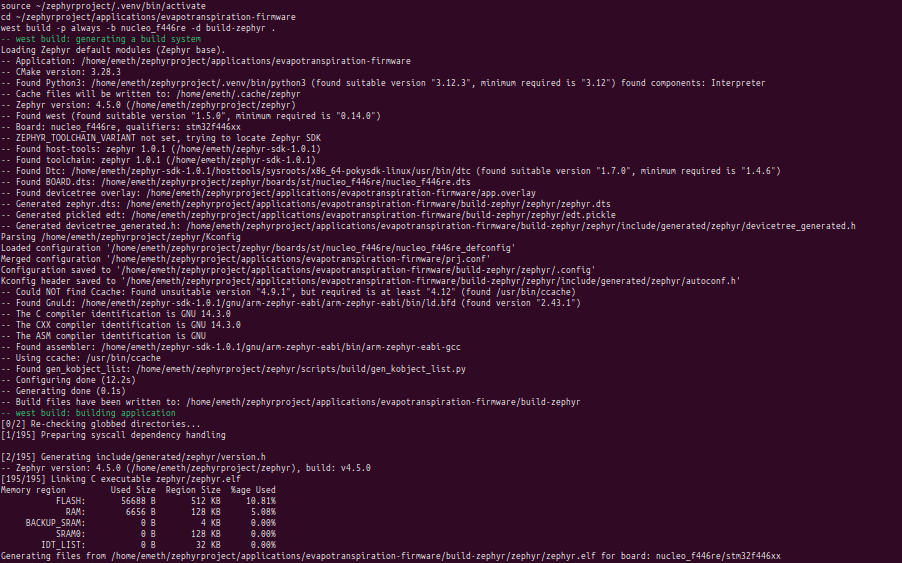 source ~/zephyrproject/.venv/bin/activate
cd ~/zephyrproject/applications/evapotranspiration-firmware
west build -p always -b nucleo_f446re -d build-zephyr .
-- west build: generating a build system
Loading Zephyr default modules (Zephyr base).
-- Application: /home/emeth/zephyrproject/applications/evapotranspiration-firmware
-- CMake version: 3.28.3
-- Found Python3: /home/emeth/zephyrproject/.venv/bin/python3 (found suitable version "3.12.3", minimum required is "3.12") found components: Interpreter
-- Cache files will be written to: /home/emeth/.cache/zephyr
-- Zephyr version: 4.5.0 (/home/emeth/zephyrproject/zephyr)
-- Found west (found suitable version "1.5.0", minimum required is "0.14.0")
-- Board: nucleo_f446re, qualifiers: stm32f446xx
-- ZEPHYR_TOOLCHAIN_VARIANT not set, trying to locate Zephyr SDK
-- Found host-tools: zephyr 1.0.1 (/home/emeth/zephyr-sdk-1.0.1)
-- Found toolchain: zephyr 1.0.1 (/home/emeth/zephyr-sdk-1.0.1)
-- Found Dtc: /home/emeth/zephyr-sdk-1.0.1/hosttools/sysroots/x86_64-pokysdk-linux/usr/bin/dtc (found suitable version "1.7.0", minimum required is "1.4.6")
-- Found BOARD.dts: /home/emeth/zephyrproject/zephyr/boards/st/nucleo_f446re/nucleo_f446re.dts
-- Found devicetree overlay: /home/emeth/zephyrproject/applications/evapotranspiration-firmware/app.overlay
-- Generated zephyr.dts: /home/emeth/zephyrproject/applications/evapotranspiration-firmware/build-zephyr/zephyr/zephyr.dts
-- Generated pickled edt: /home/emeth/zephyrproject/applications/evapotranspiration-firmware/build-zephyr/zephyr/edt.pickle
-- Generated devicetree_generated.h: /home/emeth/zephyrproject/applications/evapotranspiration-firmware/build-zephyr/zephyr/include/generated/zephyr/devicetree_generated.h
Parsing /home/emeth/zephyrproject/zephyr/Kconfig
Loaded configuration '/home/emeth/zephyrproject/zephyr/boards/st/nucleo_f446re/nucleo_f446re_defconfig'
Merged configuration '/home/emeth/zephyrproject/applications/evapotranspiration-firmware/prj.conf'
Configuration saved to '/home/emeth/zephyrproject/applications/evapotranspiration-firmware/build-zephyr/zephyr/.config'
Kconfig header saved to '/home/emeth/zephyrproject/applications/evapotranspiration-firmware/build-zephyr/zephyr/include/generated/zephyr/autoconf.h'
-- Could NOT find Ccache: Found unsuitable version "4.9.1", but required is at least "4.12" (found /usr/bin/ccache)
-- Found GnuLd: /home/emeth/zephyr-sdk-1.0.1/gnu/arm-zephyr-eabi/arm-zephyr-eabi/bin/ld.bfd (found version "2.43.1")
-- The C compiler identification is GNU 14.3.0
-- The CXX compiler identification is GNU 14.3.0
-- The ASM compiler identification is GNU
-- Found assembler: /home/emeth/zephyr-sdk-1.0.1/gnu/arm-zephyr-eabi/bin/arm-zephyr-eabi-gcc
-- Using ccache: /usr/bin/ccache
-- Found gen_kobject_list: /home/emeth/zephyrproject/zephyr/scripts/build/gen_kobject_list.py
-- Configuring done (12.2s)
-- Generating done (0.1s)
-- Build files have been written to: /home/emeth/zephyrproject/applications/evapotranspiration-firmware/build-zephyr
-- west build: building application
[0/2] Re-checking globbed directories...
[1/195] Preparing syscall dependency handling
[2/195] Generating include/generated/zephyr/version.h
-- Zephyr version: 4.5.0 (/home/emeth/zephyrproject/zephyr), build: v4.5.0
[195/195] Linking C executable zephyr/zephyr.elf
Memory region Used Size Region Size %age Used
FLASH: 56688 B 512 KB 10.81%
RAM: 6656 B 128 KB 5.08%
BACKUP_SRAM: 0 B 4 KB 0.00%
SRAM0: 0 B 128 KB 0.00%
IDT_LIST: 0 B 32 KB 0.00%
Generating files from /home/emeth/zephyrproject/applications/evapotranspiration-firmware/build-zephyr/zephyr/zephyr.elf for board: nucleo_f446re/stm32f446xx